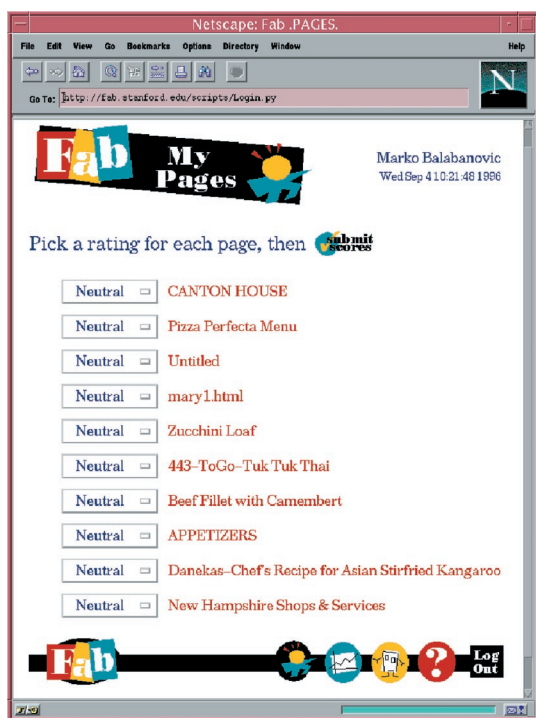 Netscape: Fab .PAGES.
File Edit View Go Bookmarks Options Directory Window Help
Go To: http://fab.stanford.edu/scripts/Login.py
N
Fab My Pages
Marko Balabanovic
Wed Sep 4 10:21:48 1996
Pick a rating for each page, then submit scores
Neutral CANTON HOUSE
Neutral Pizza Perfecta Menu
Neutral Untitled
Neutral mary1.html
Neutral Zucchini Loaf
Neutral 443-ToGo-Tuk Tuk Thai
Neutral Beef Fillet with Camembert
Neutral APPETIZERS
Neutral Danekas-Chef's Recipe for Asian Stirfried Kangaroo
Neutral New Hampshire Shops & Services
Fab ? Log Out